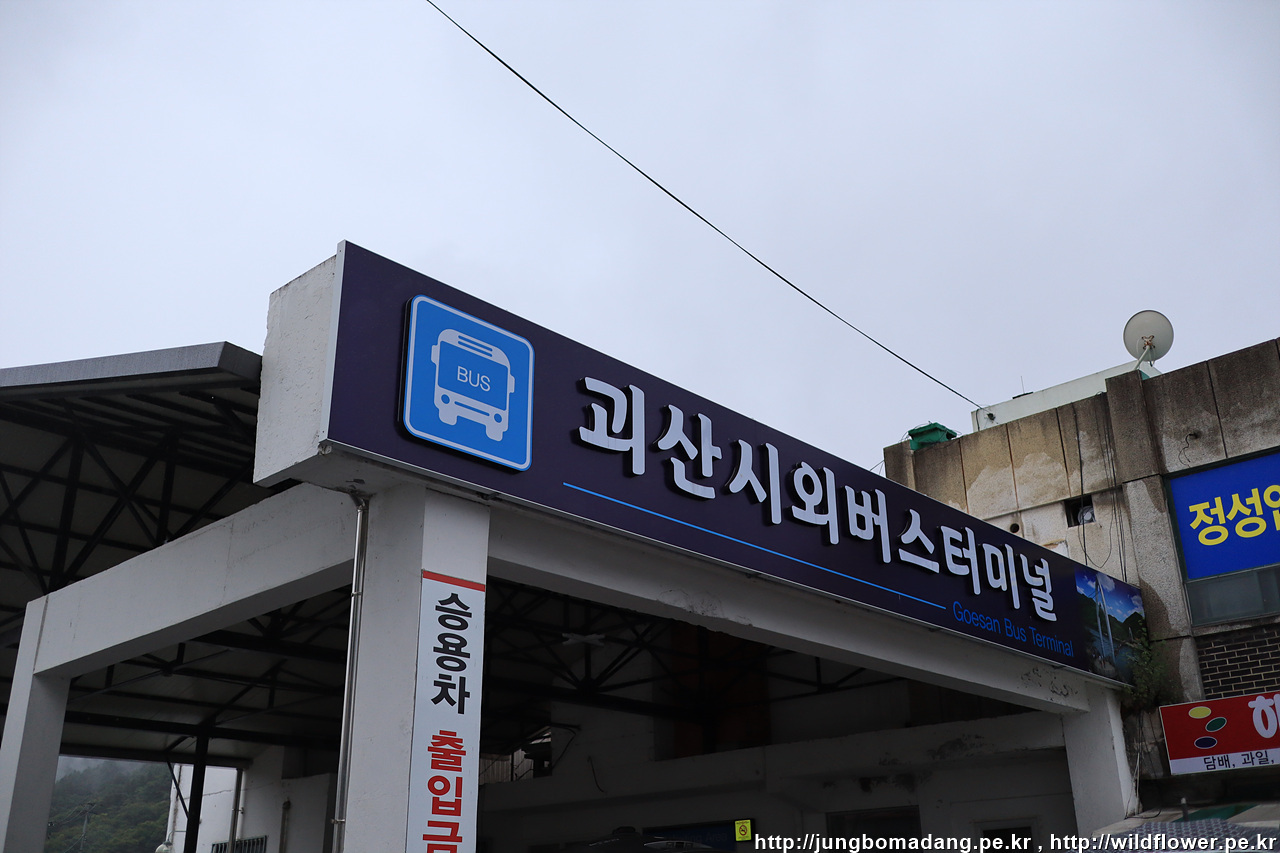 BUS
괴산시외버스터미널
Goesan Bus Terminal
승용차 출입금
정성
담배, 과일,
http://jungbomadang.pe.kr , http://wildflower.pe.kr